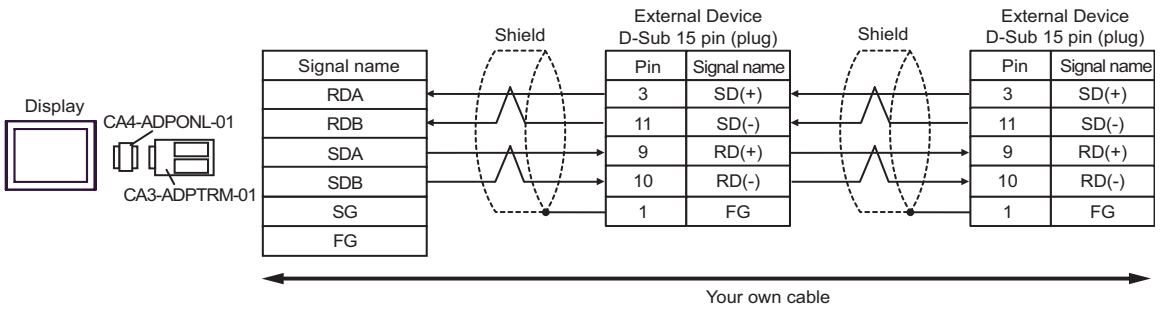 External Device
D-Sub 15 pin (plug)
External Device
D-Sub 15 pin (plug)
Shield
Shield
Signal name
Pin Signal name
Pin Signal name
RDA 3 SD(+) 3 SD(+)
RDB 11 SD(-) 11 SD(-)
SDA 9 RD(+) 9 RD(+)
SDB 10 RD(-) 10 RD(-)
SG 1 FG 1 FG
FG
Display
CA4-ADPONL-01
CA3-ADPTRM-01
Your own cable